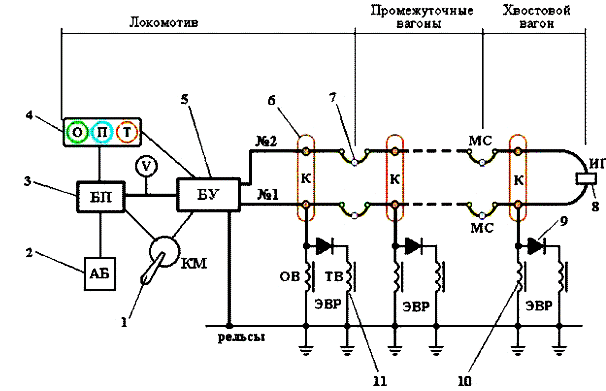 Локомотив
Промежуточные вагоны
Хвостовой вагон
4
О П Т
5
6
7
МС
V
№2
3
БП
БУ
К
К
К
ИГ
№1
8
2
АБ
КМ
МС
9
1
ОВ
ТВ
ЭВР
ЭВР
ЭВР
рельсы
11
10